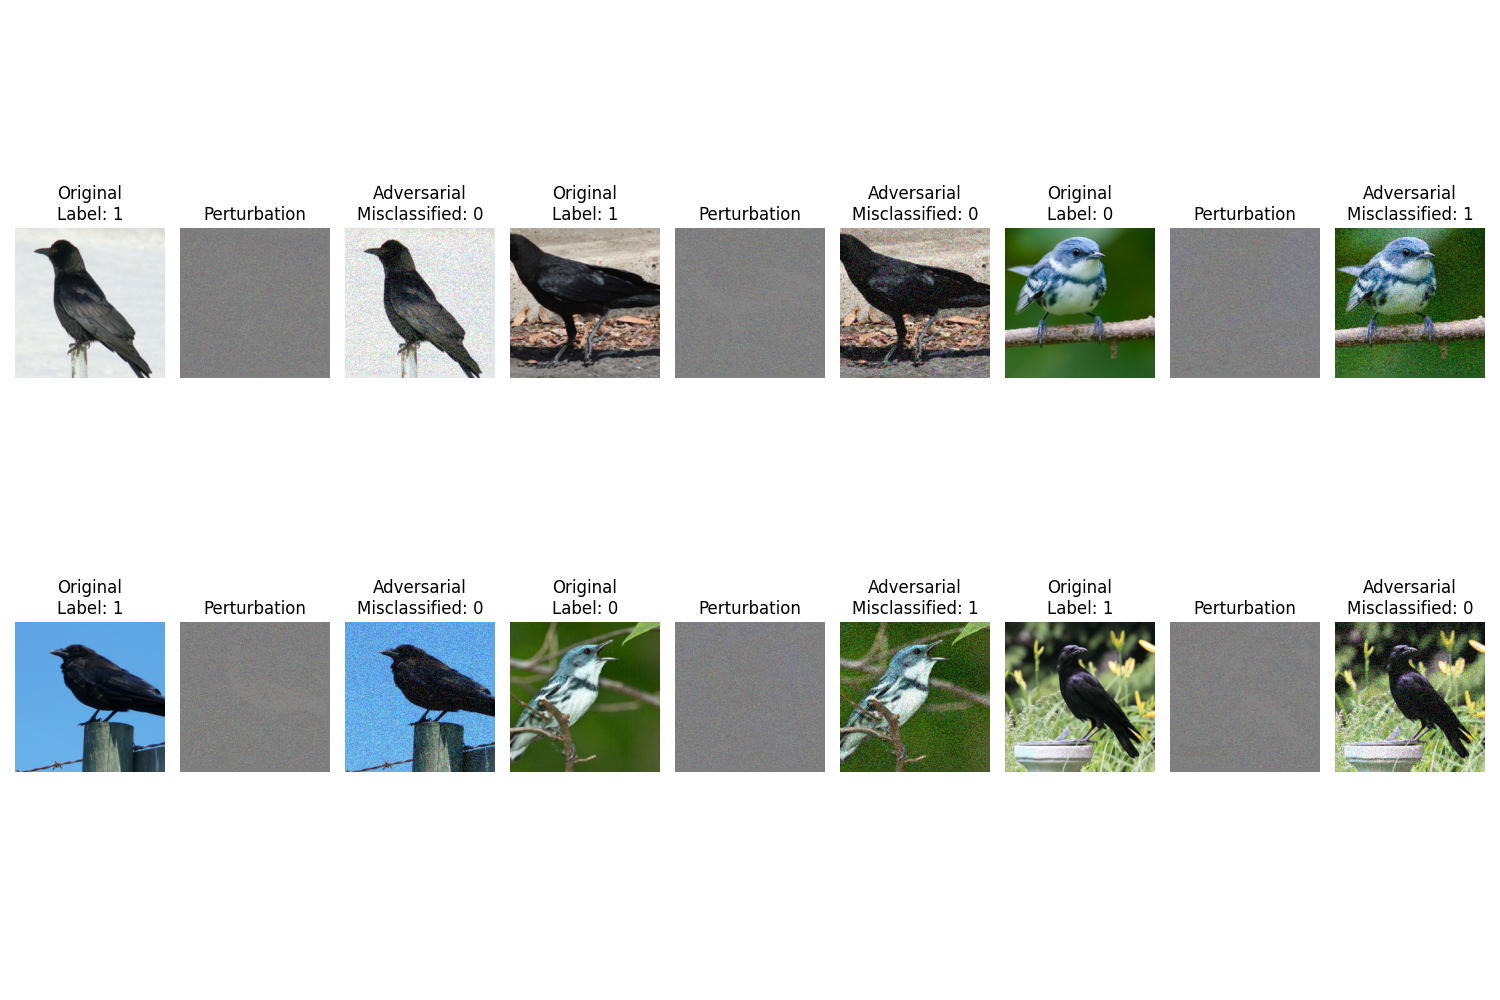 Original
Label: 1
Perturbation
Adversarial
Misclassified: 0
Original
Label: 1
Perturbation
Adversarial
Misclassified: 0
Original
Label: 0
Perturbation
Adversarial
Misclassified: 1
Original
Label: 1
Perturbation
Adversarial
Misclassified: 0
Original
Label: 0
Perturbation
Adversarial
Misclassified: 1
Original
Label: 1
Perturbation
Adversarial
Misclassified: 0